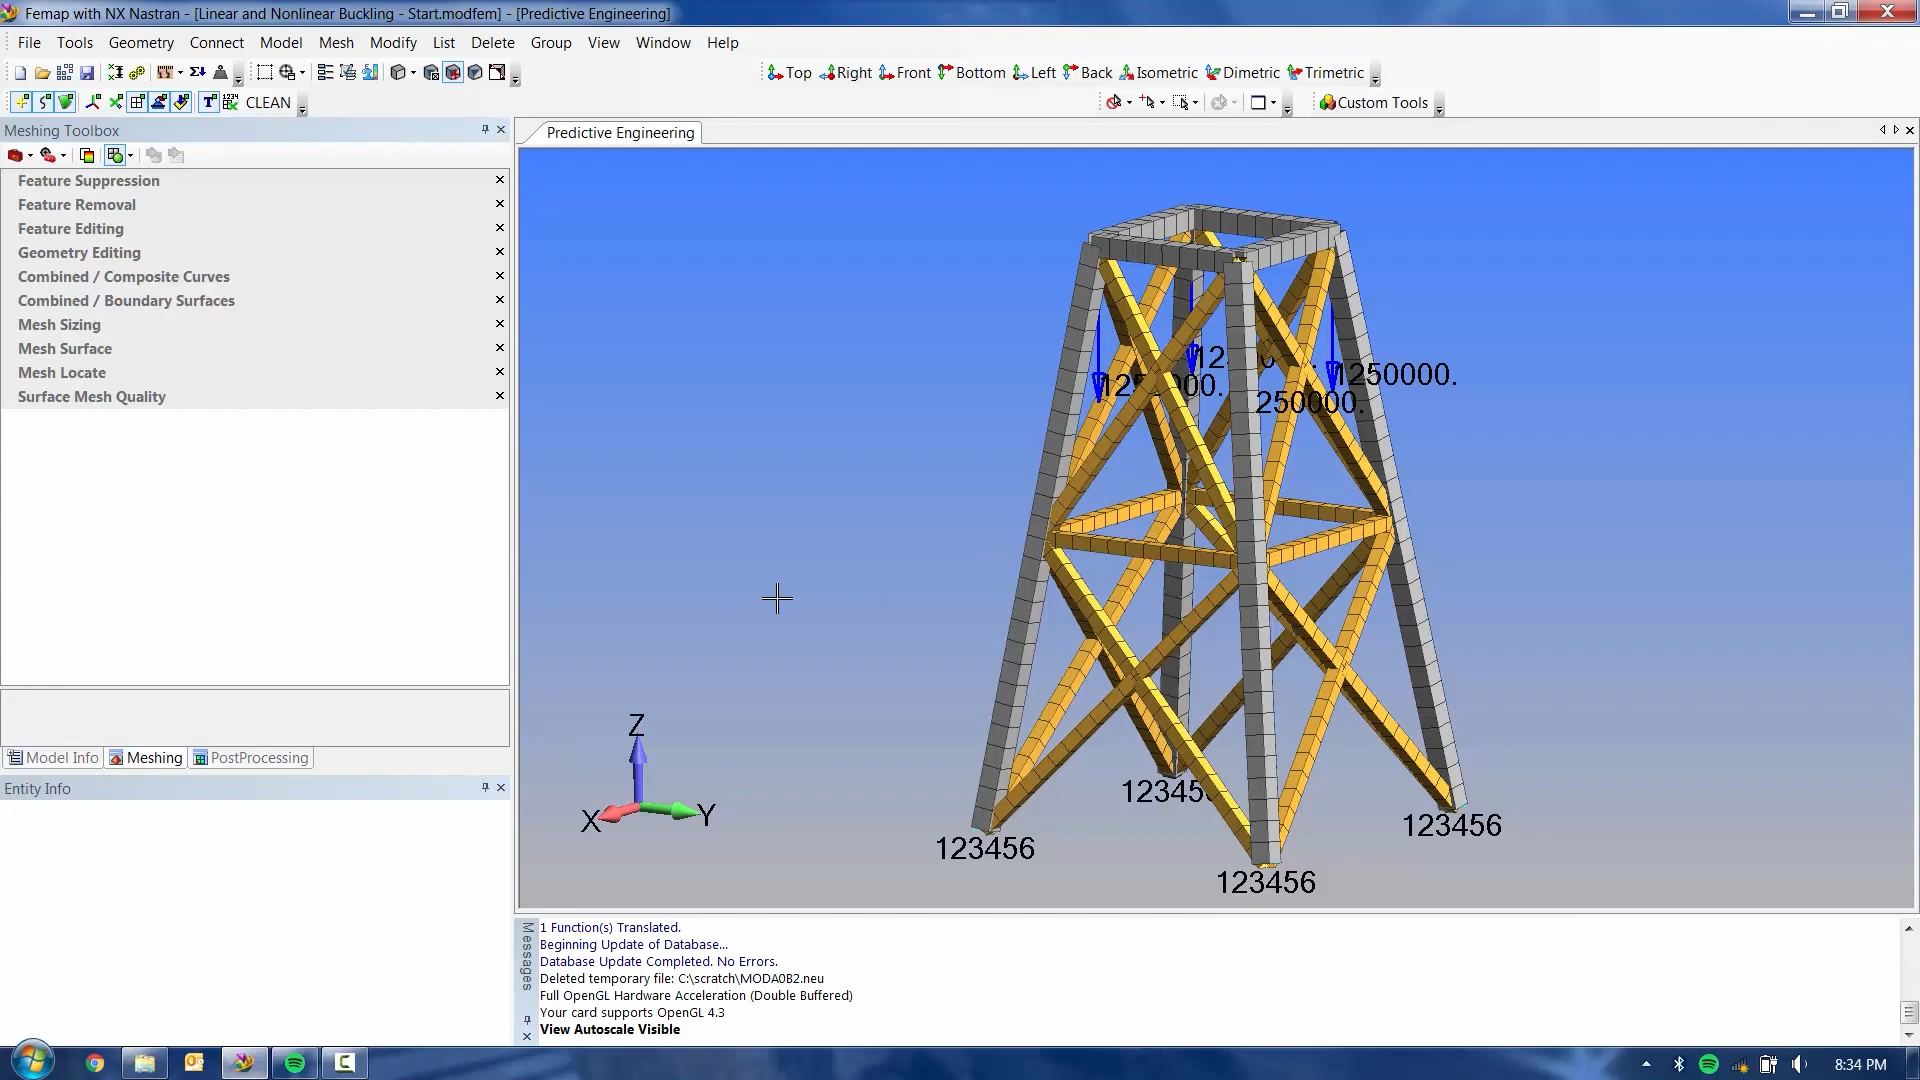 Femap with NX Nastran - [Linear and Nonlinear Buckling - Start.modfem] - [Predictive Engineering]
File Tools Geometry Connect Model Mesh Modify List Delete Group View Window Help
Top Right Front Bottom Left Back Isometric Dimetric Trimetric
CLEAN Custom Tools
Meshing Toolbox
Feature Suppression
Feature Removal
Feature Editing
Geometry Editing
Combined / Composite Curves
Combined / Boundary Surfaces
Mesh Sizing
Mesh Surface
Mesh Locate
Surface Mesh Quality
Model Info Meshing PostProcessing
Entity Info
Predictive Engineering
1250000.
250000.
Z
X
Y
123456
123456
123456
Messages
1 Function(s) Translated.
Beginning Update of Database...
Database Update Completed. No Errors.
Deleted temporary file: C:\scratch\MODA0B2.neu
Full OpenGL Hardware Acceleration (Double Buffered)
Your card supports OpenGL 4.3
View Autoscale Visible
8:34 PM